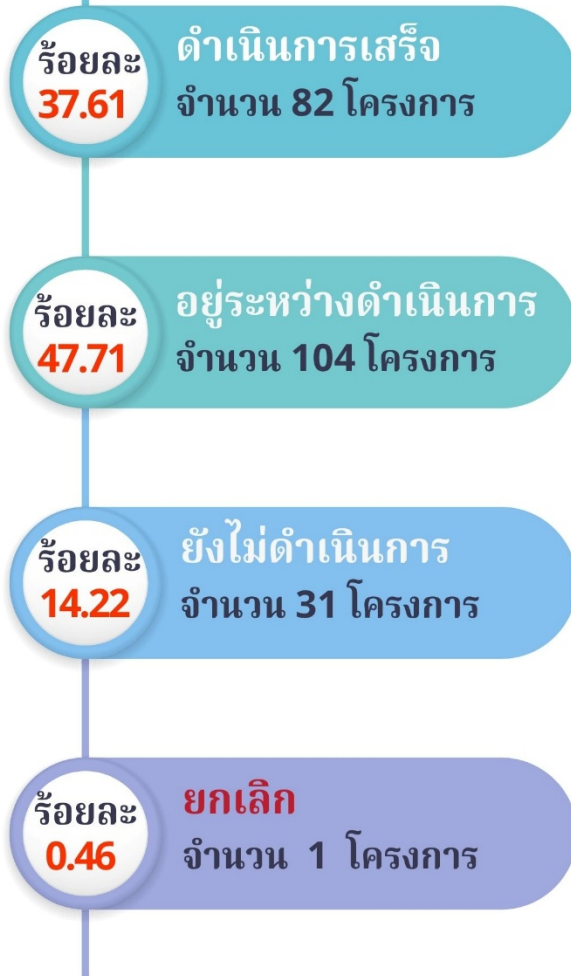 ร้อยละ
37.61
ดำเนินการเสร็จ
จำนวน 82 โครงการ
ร้อยละ
47.71
อยู่ระหว่างดำเนินการ
จำนวน 104 โครงการ
ร้อยละ
14.22
ยังไม่ดำเนินการ
จำนวน 31 โครงการ
ร้อยละ
0.46
ยกเลิก
จำนวน 1 โครงการ